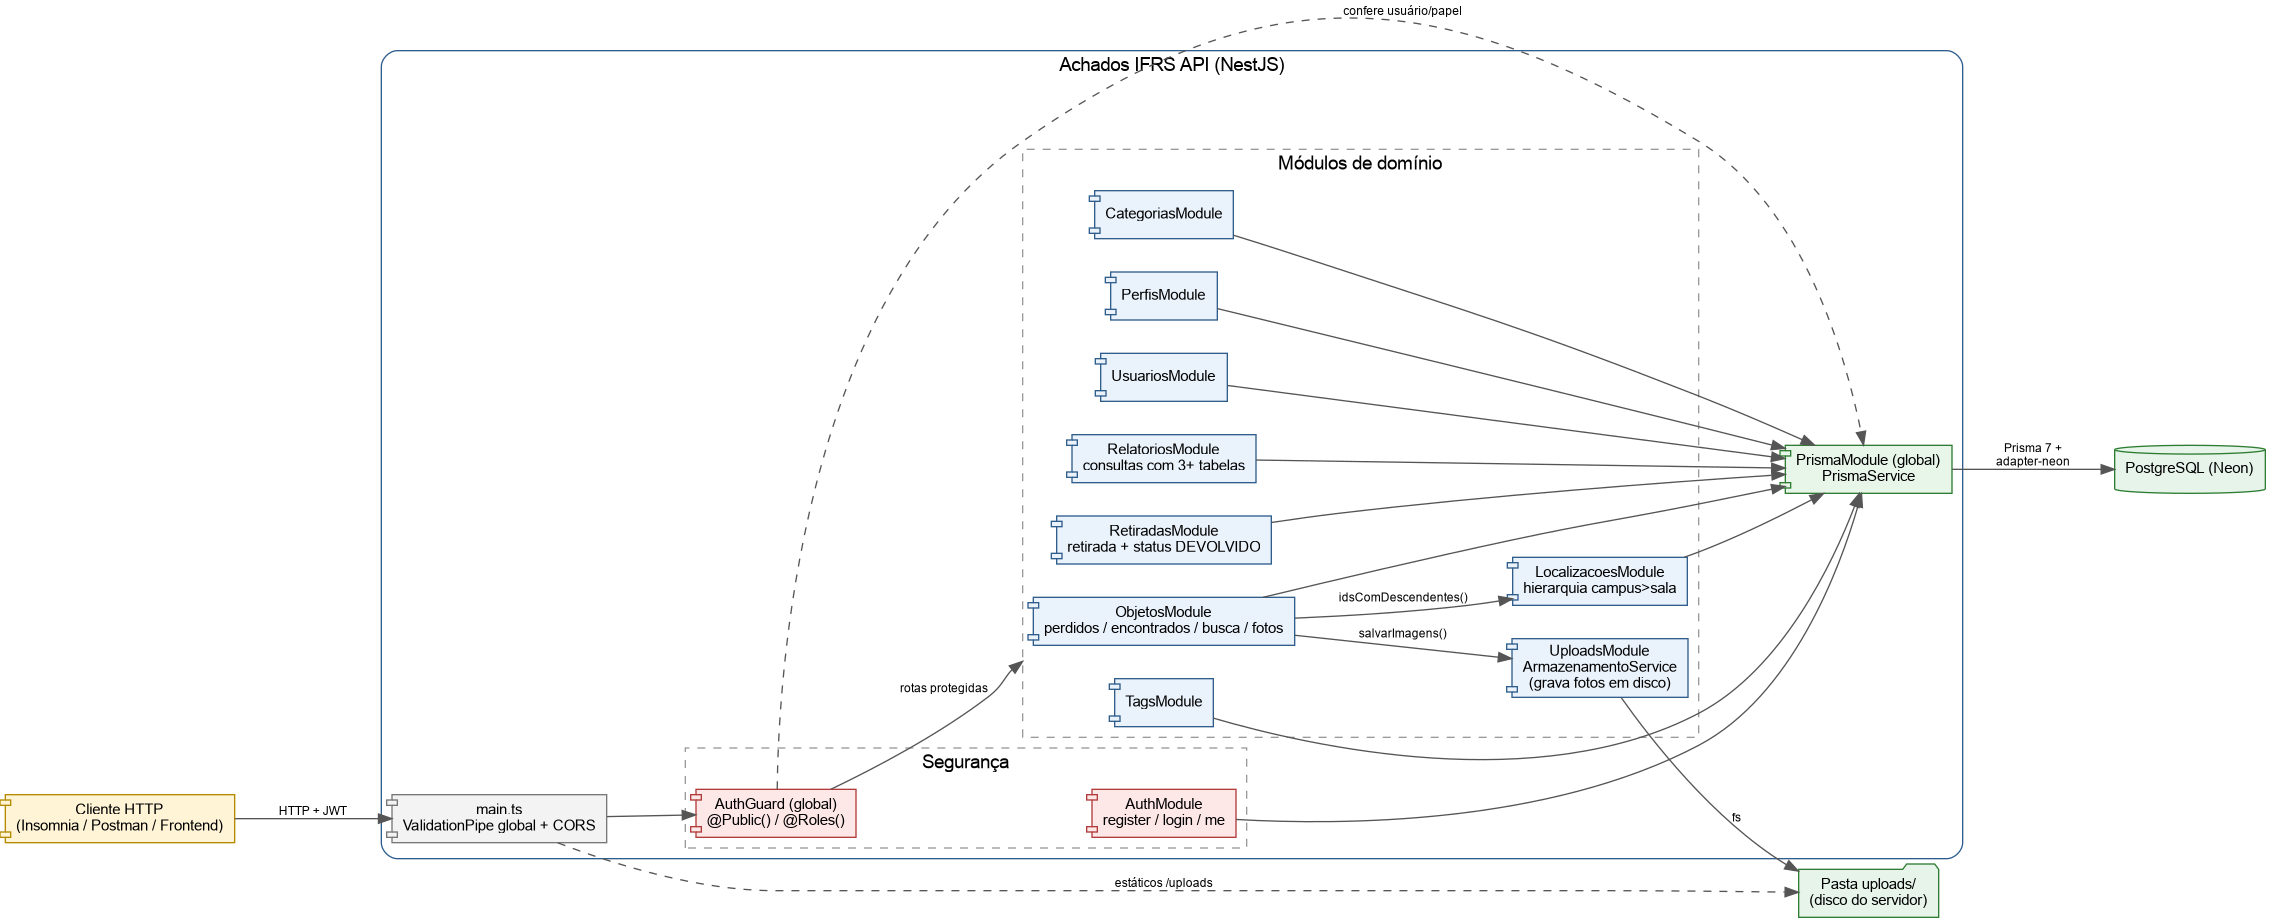 confere usuário/papel
Achados IFRS API (NestJS)
Módulos de domínio
CategoriasModule
PerfisModule
UsuariosModule
RelatoriosModule
consultas com 3+ tabelas
PrismaModule (global)
PrismaService
Prisma 7 +
adapter-neon
PostgreSQL (Neon)
RetiradasModule
retirada + status DEVOLVIDO
LocalizacoesModule
hierarquia campus>sala
idsComDescendentes()
ObjetosModule
perdidos / encontrados / busca / fotos
salvarImagens()
UploadsModule
ArmazenamentoService
(grava fotos em disco)
rotas protegidas
TagsModule
Segurança
Cliente HTTP
(Insomnia / Postman / Frontend)
HTTP + JWT
main.ts
ValidationPipe global + CORS
AuthGuard (global)
@Public() / @Roles()
AuthModule
register / login / me
fs
estáticos /uploads
Pasta uploads/
(disco do servidor)